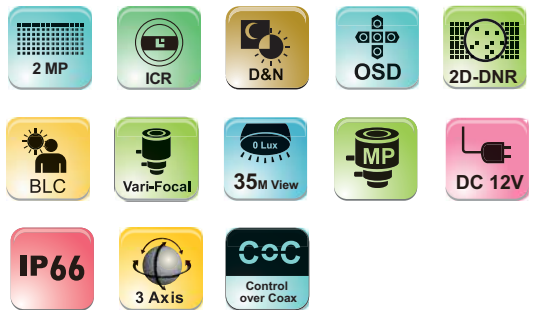 2 MP
ICR
D&N
OSD
2D-DNR
BLC
Vari-Focal
0 Lux
35M View
MP
DC 12V
IP66
3 Axis
CoC
Control
over Coax